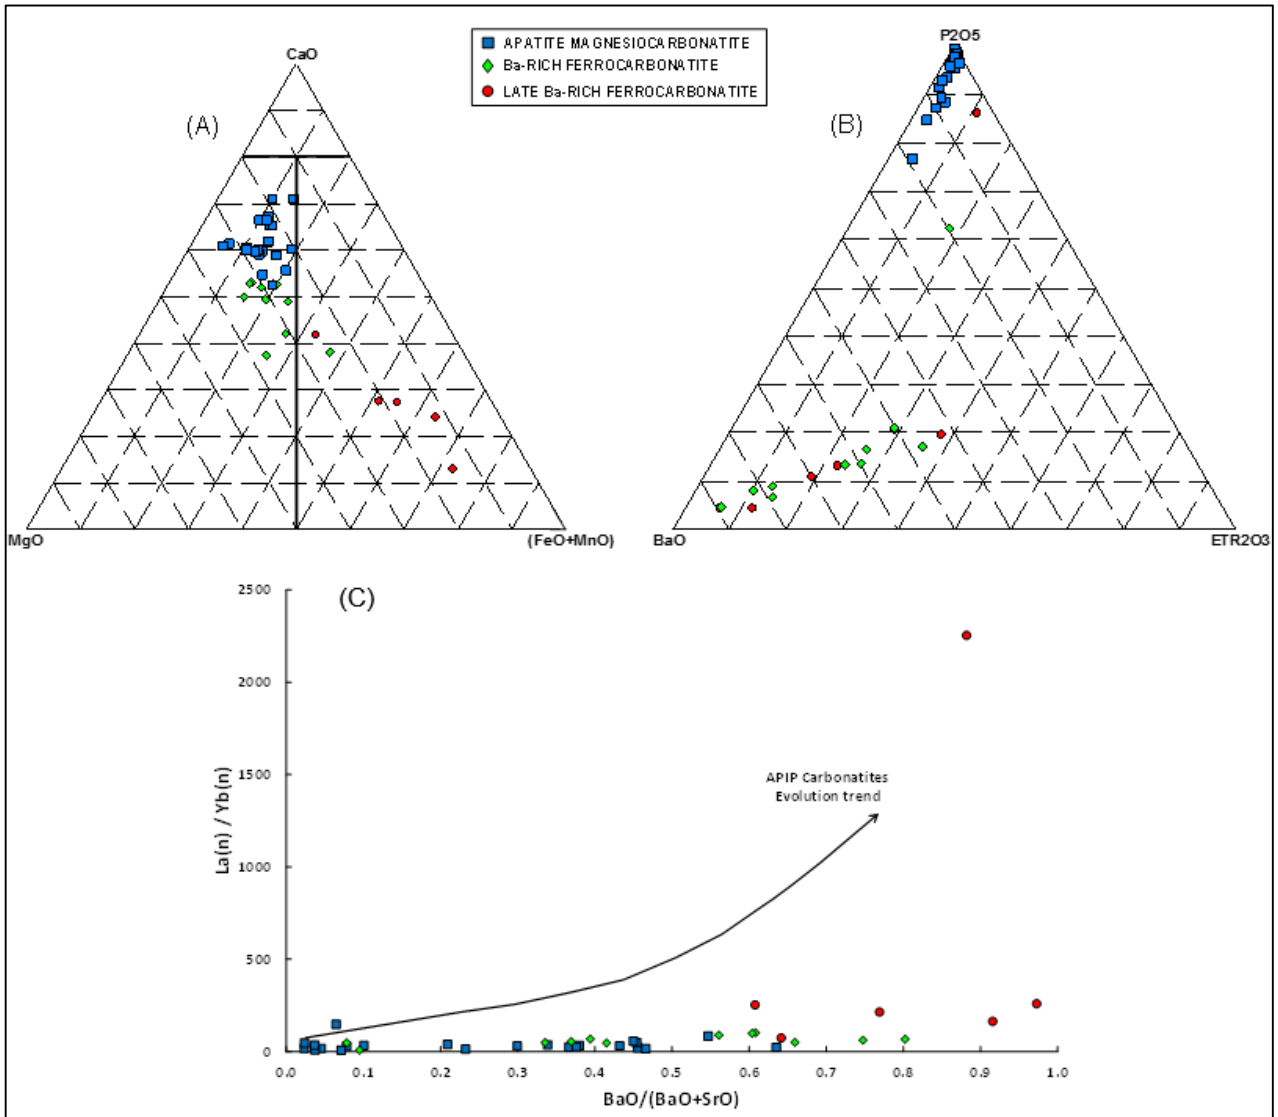 CaO
(A)
MgO
(FeO+MnO)
APATITE MAGNESIOCARBONATITE
Ba-RICH FERROCARBONATITE
LATE Ba-RICH FERROCARBONATITE
P2O5
(B)
BaO
ETR2O3
(C)
2500
2000
1500
1000
500
0
La(n) / Yb(n)
APIP Carbonatites
Evolution trend
0.0 0.1 0.2 0.3 0.4 0.5 0.6 0.7 0.8 0.9 1.0
BaO/(BaO+SrO)